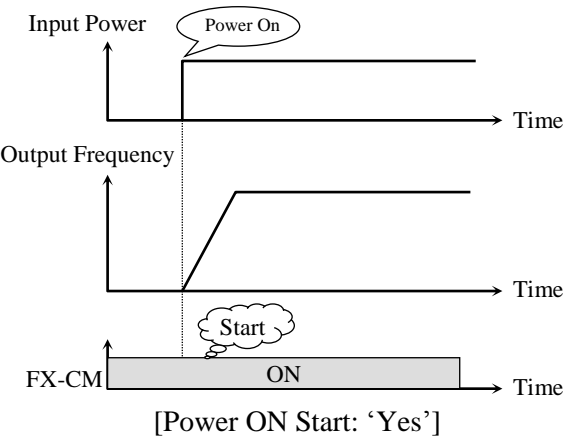 Input Power
Power On
Time
Output Frequency
Time
Start
FX-CM
ON
Time
[Power ON Start: ‘Yes’]